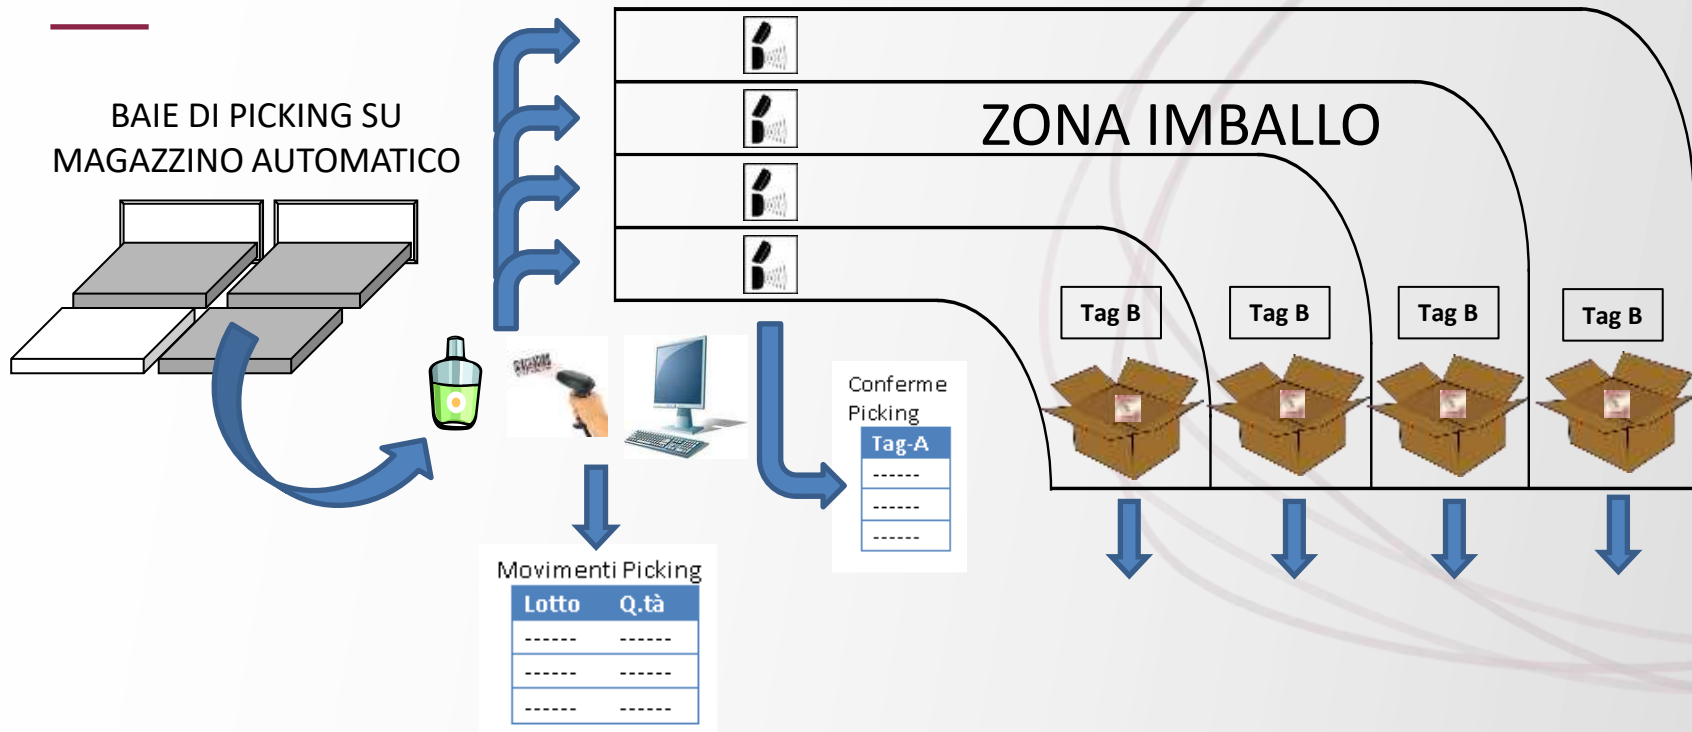 BAIE DI PICKING SU
MAGAZZINO AUTOMATICO
ZONA IMBALLO
Tag B
Tag B
Tag B
Tag B
Conferme
Picking
Tag-A
------
------
------
Movimenti Picking
Lotto Q.tà
------ ------
------ ------
------ ------